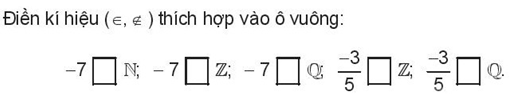 Điền kí hiệu (∈, ∉) thích hợp vào ô vuông:
−7 □ ℕ; −7 □ ℤ; −7 □ ℚ; −3/5 □ ℤ; −3/5 □ ℚ.